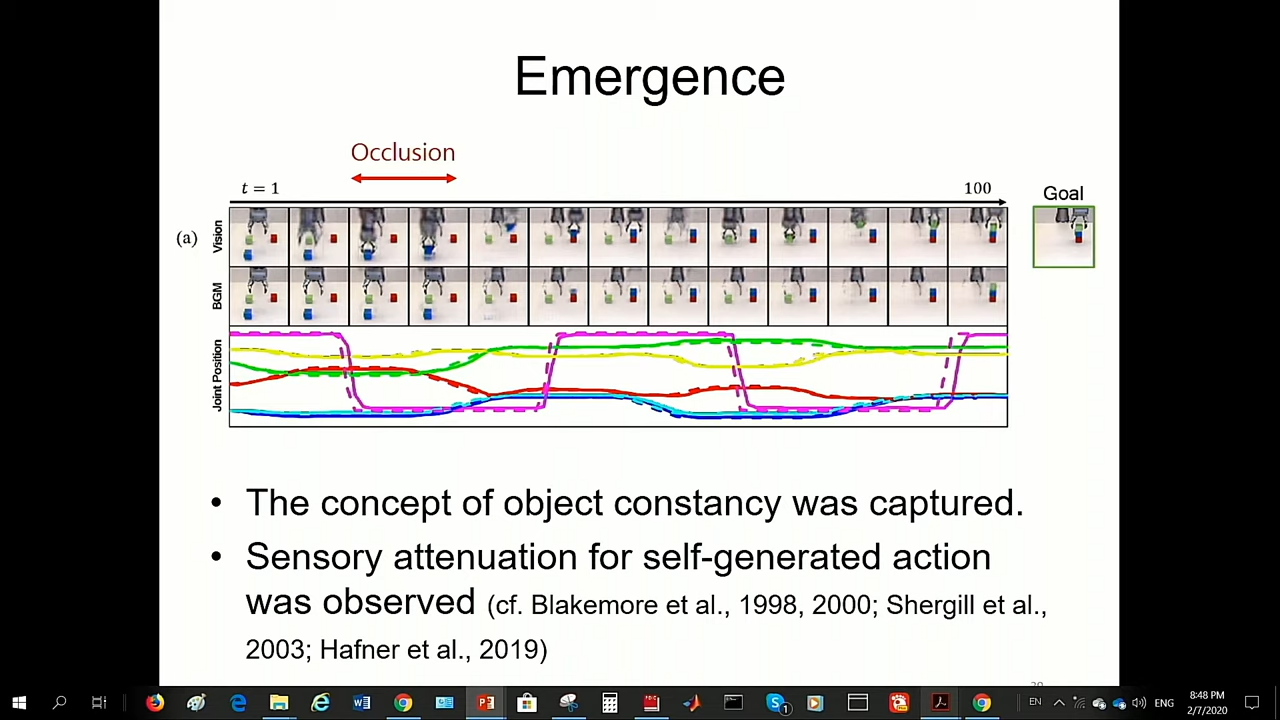 Emergence
Occlusion
t = 1
100
Goal
(a)
Vision
BGM
Joint Position
• The concept of object constancy was captured.
• Sensory attenuation for self-generated action
was observed (cf. Blakemore et al., 1998, 2000; Shergill et al.,
2003; Hafner et al., 2019)
EN
ENG
8:48 PM
2/7/2020